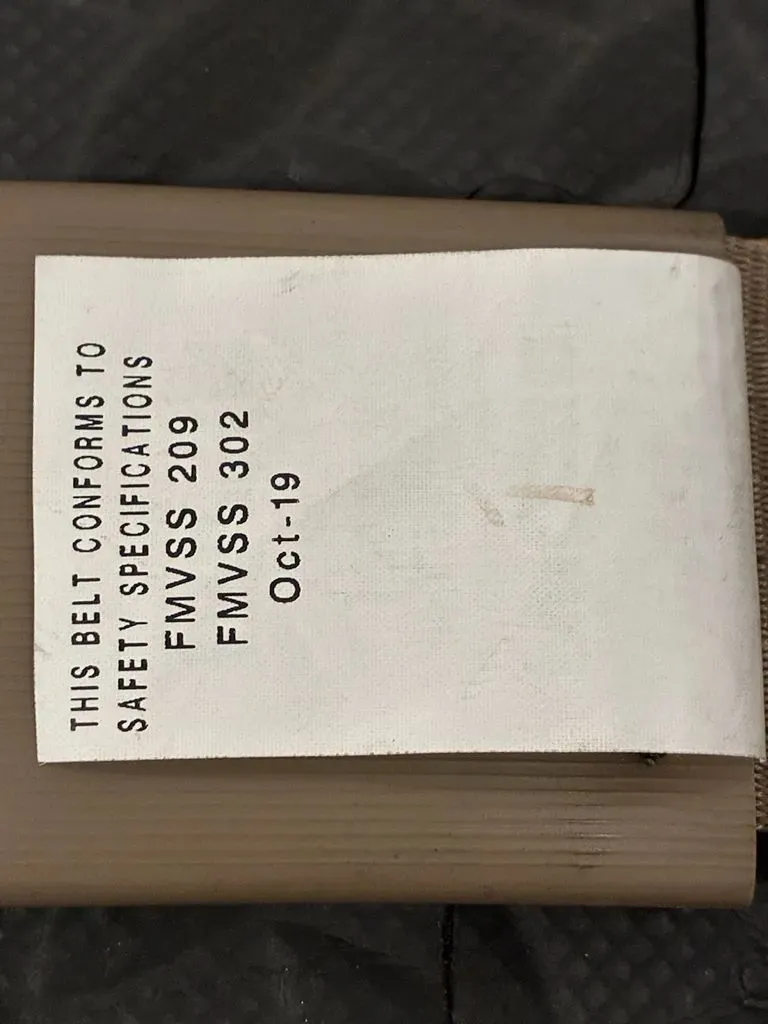 THIS BELT CONFORMS TO
SAFETY SPECIFICATIONS
FMVSS 209
FMVSS 302
Oct-19